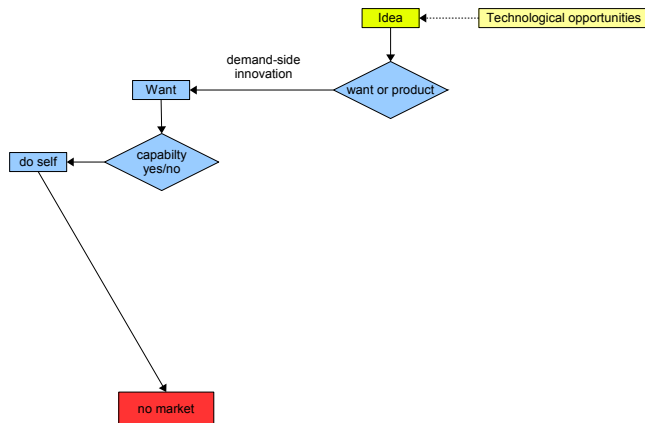 Idea
Technological opportunities
demand-side
innovation
Want
want or product
do self
capabilty
yes/no
no market